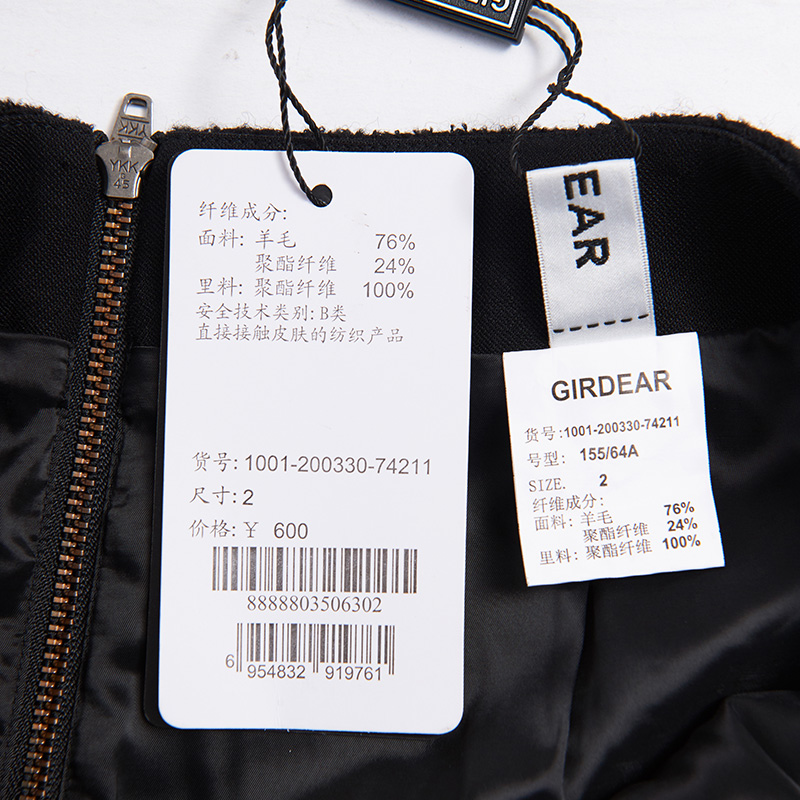 YKK
YKK
45
纤维成分:
面料: 羊毛 76%
聚酯纤维 24%
里料: 聚酯纤维 100%
安全技术类别: B类
直接接触皮肤的纺织产品
货号: 1001-200330-74211
尺寸: 2
价格: ¥ 600
8888803506302
6 954832 919761
EAR
GIRDEAR
货号:1001-200330-74211
号型: 155/64A
SIZE. 2
纤维成分:
面料: 羊毛 76%
聚酯纤维 24%
里料: 聚酯纤维 100%